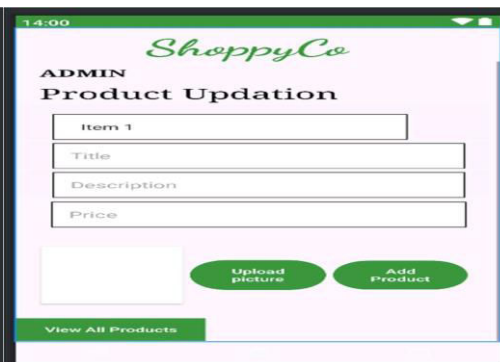 14:00
ShoppyCo
ADMIN
Product Updation
Item 1
Title
Description
Price
Upload picture
Add Product
View All Products